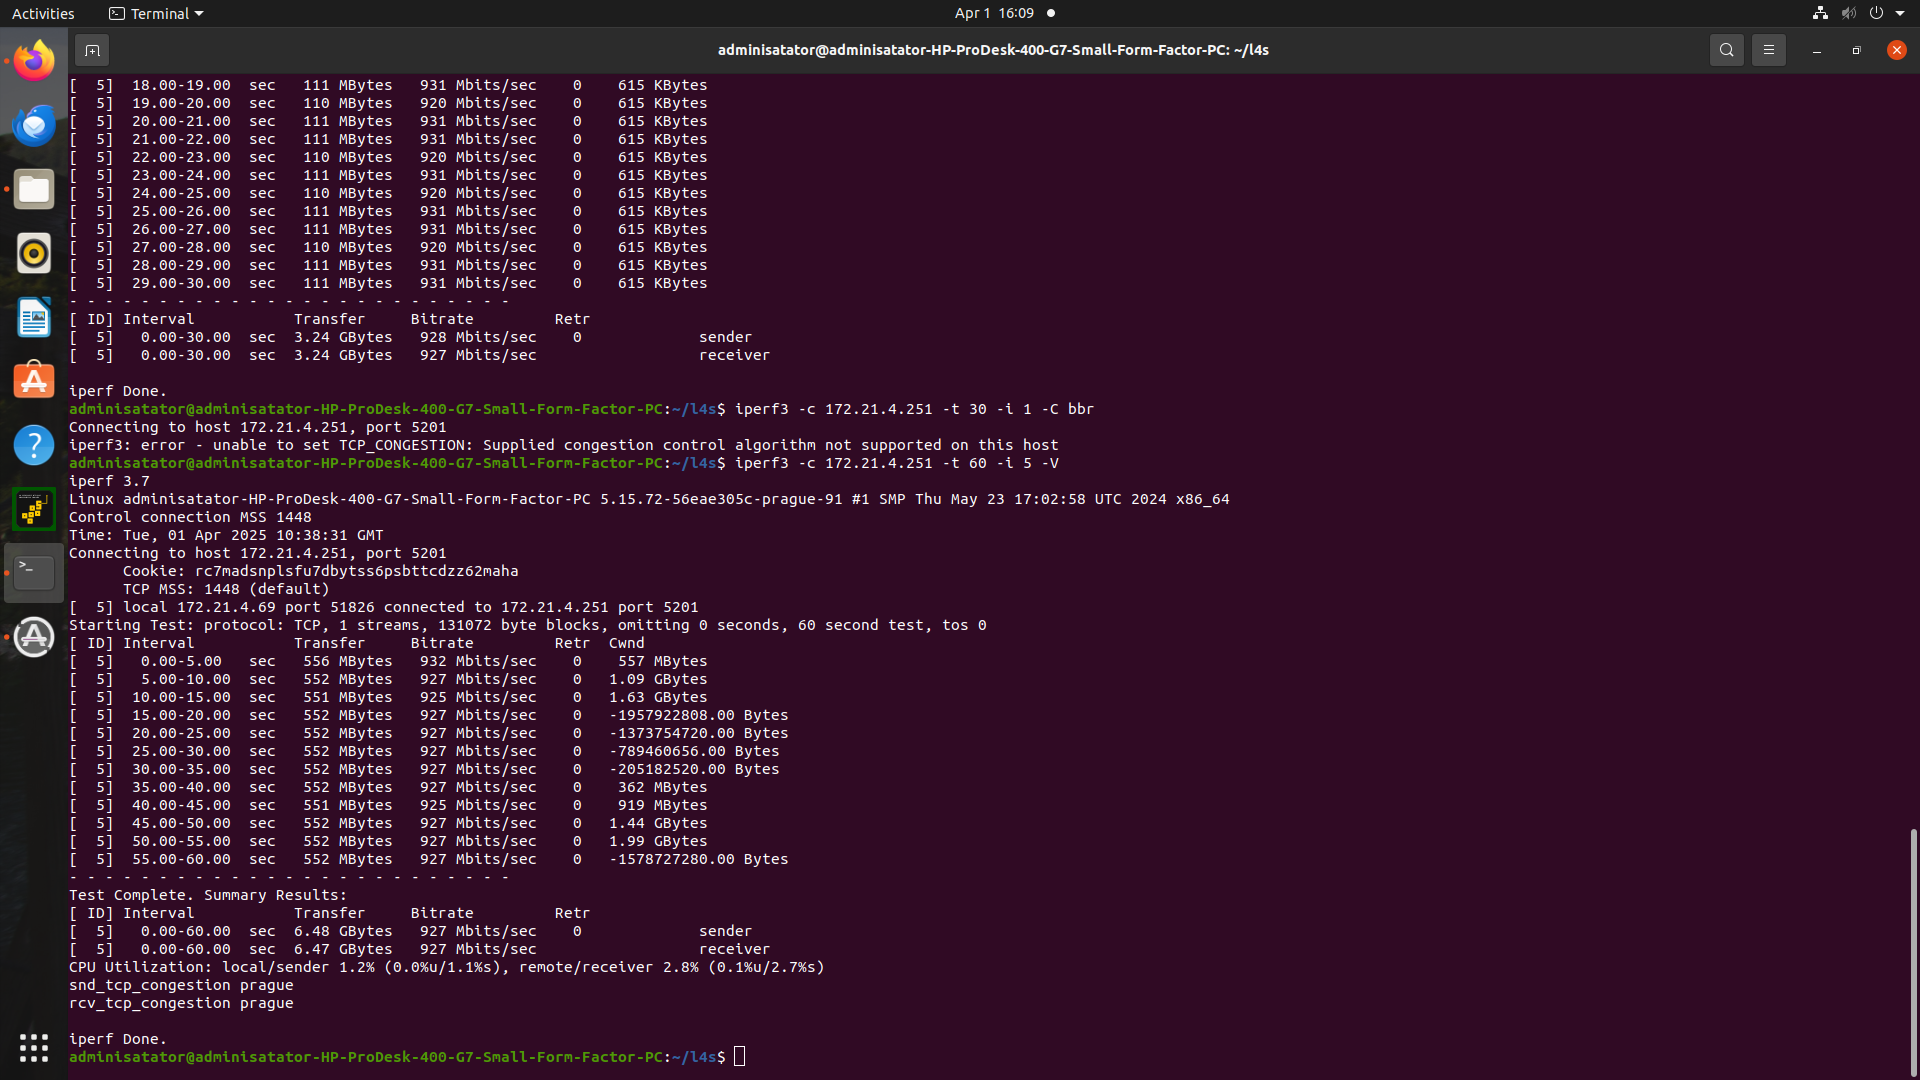 Activities
Terminal
Apr 1 16:09
adminisatator@adminisatator-HP-ProDesk-400-G7-Small-Form-Factor-PC: ~/l4s
[  5]  18.00-19.00  sec   111 MBytes   931 Mbits/sec    0    615 KBytes
[  5]  19.00-20.00  sec   110 MBytes   920 Mbits/sec    0    615 KBytes
[  5]  20.00-21.00  sec   111 MBytes   931 Mbits/sec    0    615 KBytes
[  5]  21.00-22.00  sec   111 MBytes   931 Mbits/sec    0    615 KBytes
[  5]  22.00-23.00  sec   110 MBytes   920 Mbits/sec    0    615 KBytes
[  5]  23.00-24.00  sec   111 MBytes   931 Mbits/sec    0    615 KBytes
[  5]  24.00-25.00  sec   110 MBytes   920 Mbits/sec    0    615 KBytes
[  5]  25.00-26.00  sec   111 MBytes   931 Mbits/sec    0    615 KBytes
[  5]  26.00-27.00  sec   111 MBytes   931 Mbits/sec    0    615 KBytes
[  5]  27.00-28.00  sec   110 MBytes   920 Mbits/sec    0    615 KBytes
[  5]  28.00-29.00  sec   111 MBytes   931 Mbits/sec    0    615 KBytes
[  5]  29.00-30.00  sec   111 MBytes   931 Mbits/sec    0    615 KBytes
- - - - - - - - - - - - - - - - - - - - - - - - -
[ ID] Interval           Transfer     Bitrate         Retr
[  5]   0.00-30.00  sec  3.24 GBytes   928 Mbits/sec    0             sender
[  5]   0.00-30.00  sec  3.24 GBytes   927 Mbits/sec                  receiver
iperf Done.
adminisatator@adminisatator-HP-ProDesk-400-G7-Small-Form-Factor-PC:~/l4s$ iperf3 -c 172.21.4.251 -t 30 -i 1 -C bbr
Connecting to host 172.21.4.251, port 5201
iperf3: error - unable to set TCP_CONGESTION: Supplied congestion control algorithm not supported on this host
adminisatator@adminisatator-HP-ProDesk-400-G7-Small-Form-Factor-PC:~/l4s$ iperf3 -c 172.21.4.251 -t 60 -i 5 -V
iperf 3.7
Linux adminisatator-HP-ProDesk-400-G7-Small-Form-Factor-PC 5.15.72-56eae305c-prague-91 #1 SMP Thu May 23 17:02:58 UTC 2024 x86_64
Control connection MSS 1448
Time: Tue, 01 Apr 2025 10:38:31 GMT
Connecting to host 172.21.4.251, port 5201
      Cookie: rc7madsnplsfu7dbytss6psbttcdzz62maha
      TCP MSS: 1448 (default)
[  5] local 172.21.4.69 port 51826 connected to 172.21.4.251 port 5201
Starting Test: protocol: TCP, 1 streams, 131072 byte blocks, omitting 0 seconds, 60 second test, tos 0
[ ID] Interval           Transfer     Bitrate         Retr  Cwnd
[  5]   0.00-5.00   sec   556 MBytes   932 Mbits/sec    0    557 MBytes
[  5]   5.00-10.00  sec   552 MBytes   927 Mbits/sec    0   1.09 GBytes
[  5]  10.00-15.00  sec   551 MBytes   925 Mbits/sec    0   1.63 GBytes
[  5]  15.00-20.00  sec   552 MBytes   927 Mbits/sec    0   -1957922808.00 Bytes
[  5]  20.00-25.00  sec   552 MBytes   927 Mbits/sec    0   -1373754720.00 Bytes
[  5]  25.00-30.00  sec   552 MBytes   927 Mbits/sec    0   -789460656.00 Bytes
[  5]  30.00-35.00  sec   552 MBytes   927 Mbits/sec    0   -205182520.00 Bytes
[  5]  35.00-40.00  sec   552 MBytes   927 Mbits/sec    0    362 MBytes
[  5]  40.00-45.00  sec   551 MBytes   925 Mbits/sec    0    919 MBytes
[  5]  45.00-50.00  sec   552 MBytes   927 Mbits/sec    0   1.44 GBytes
[  5]  50.00-55.00  sec   552 MBytes   927 Mbits/sec    0   1.99 GBytes
[  5]  55.00-60.00  sec   552 MBytes   927 Mbits/sec    0   -1578727280.00 Bytes
- - - - - - - - - - - - - - - - - - - - - - - - -
Test Complete. Summary Results:
[ ID] Interval           Transfer     Bitrate         Retr
[  5]   0.00-60.00  sec  6.48 GBytes   927 Mbits/sec    0             sender
[  5]   0.00-60.00  sec  6.47 GBytes   927 Mbits/sec                  receiver
CPU Utilization: local/sender 1.2% (0.0%u/1.1%s), remote/receiver 2.8% (0.1%u/2.7%s)
snd_tcp_congestion prague
rcv_tcp_congestion prague
iperf Done.
adminisatator@adminisatator-HP-ProDesk-400-G7-Small-Form-Factor-PC:~/l4s$